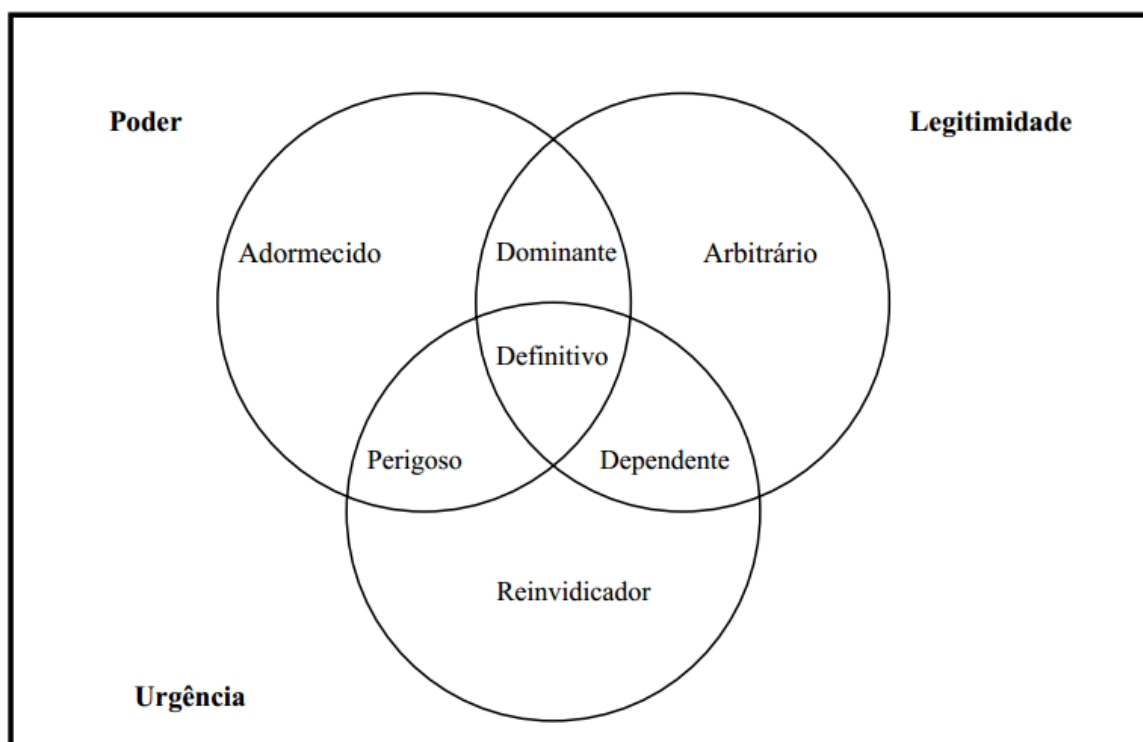 Poder
Legitimidade
Adormecido
Dominante
Arbitrário
Definitivo
Perigoso
Dependente
Reinvidicador
Urgência